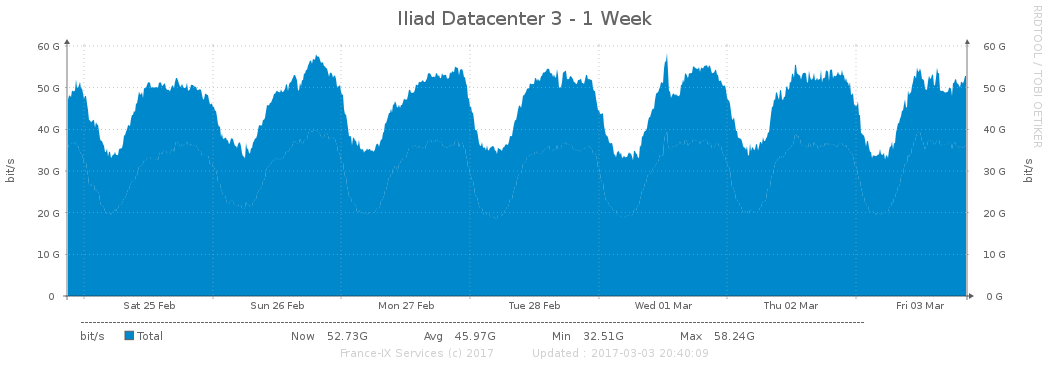 Iliad Datacenter 3 - 1 Week
RRDTOOL / TOBI OETIKER
60 G 60 G
50 G 50 G
40 G 40 G
30 G 30 G
20 G 20 G
10 G 10 G
0 0 G
bit/s bit/s
Sat 25 Feb Sun 26 Feb Mon 27 Feb Tue 28 Feb Wed 01 Mar Thu 02 Mar Fri 03 Mar
bit/s Total Now 52.73G Avg 45.97G Min 32.51G Max 58.24G
France-IX Services (c) 2017 Updated : 2017-03-03 20:40:09